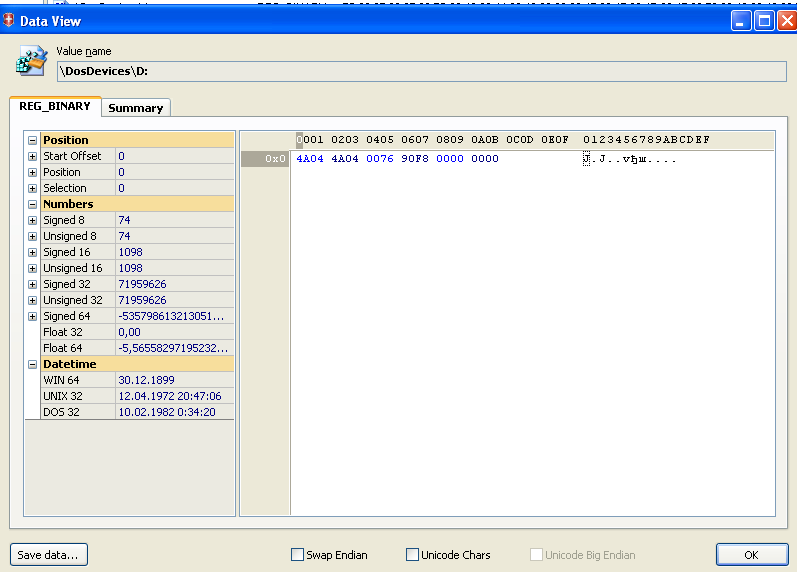 Data View
Value name
\DosDevices\D:
REG_BINARY Summary
Position
Start Offset 0
Position 0
Selection 0
Numbers
Signed 8 74
Unsigned 8 74
Signed 16 1098
Unsigned 16 1098
Signed 32 71959626
Unsigned 32 71959626
Signed 64 -535798613213051...
Float 32 0,00
Float 64 -5,56558297195232...
Datetime
WIN 64 30.12.1899
UNIX 32 12.04.1972 20:47:06
DOS 32 10.02.1982 0:34:20
0001 0203 0405 0607 0809 0A0B 0C0D 0E0F 0123456789ABCDEF
0x0 4A04 4A04 0076 90F8 0000 0000 J.J..vђш....
Save data... Swap Endian Unicode Chars Unicode Big Endian OK